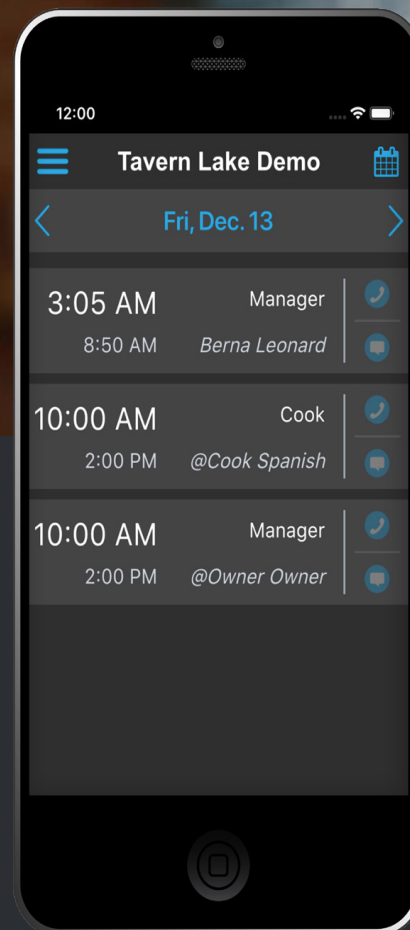 12:00
Tavern Lake Demo
Fri, Dec. 13
3:05 AM Manager
8:50 AM Berna Leonard
10:00 AM Cook
2:00 PM @Cook Spanish
10:00 AM Manager
2:00 PM @Owner Owner